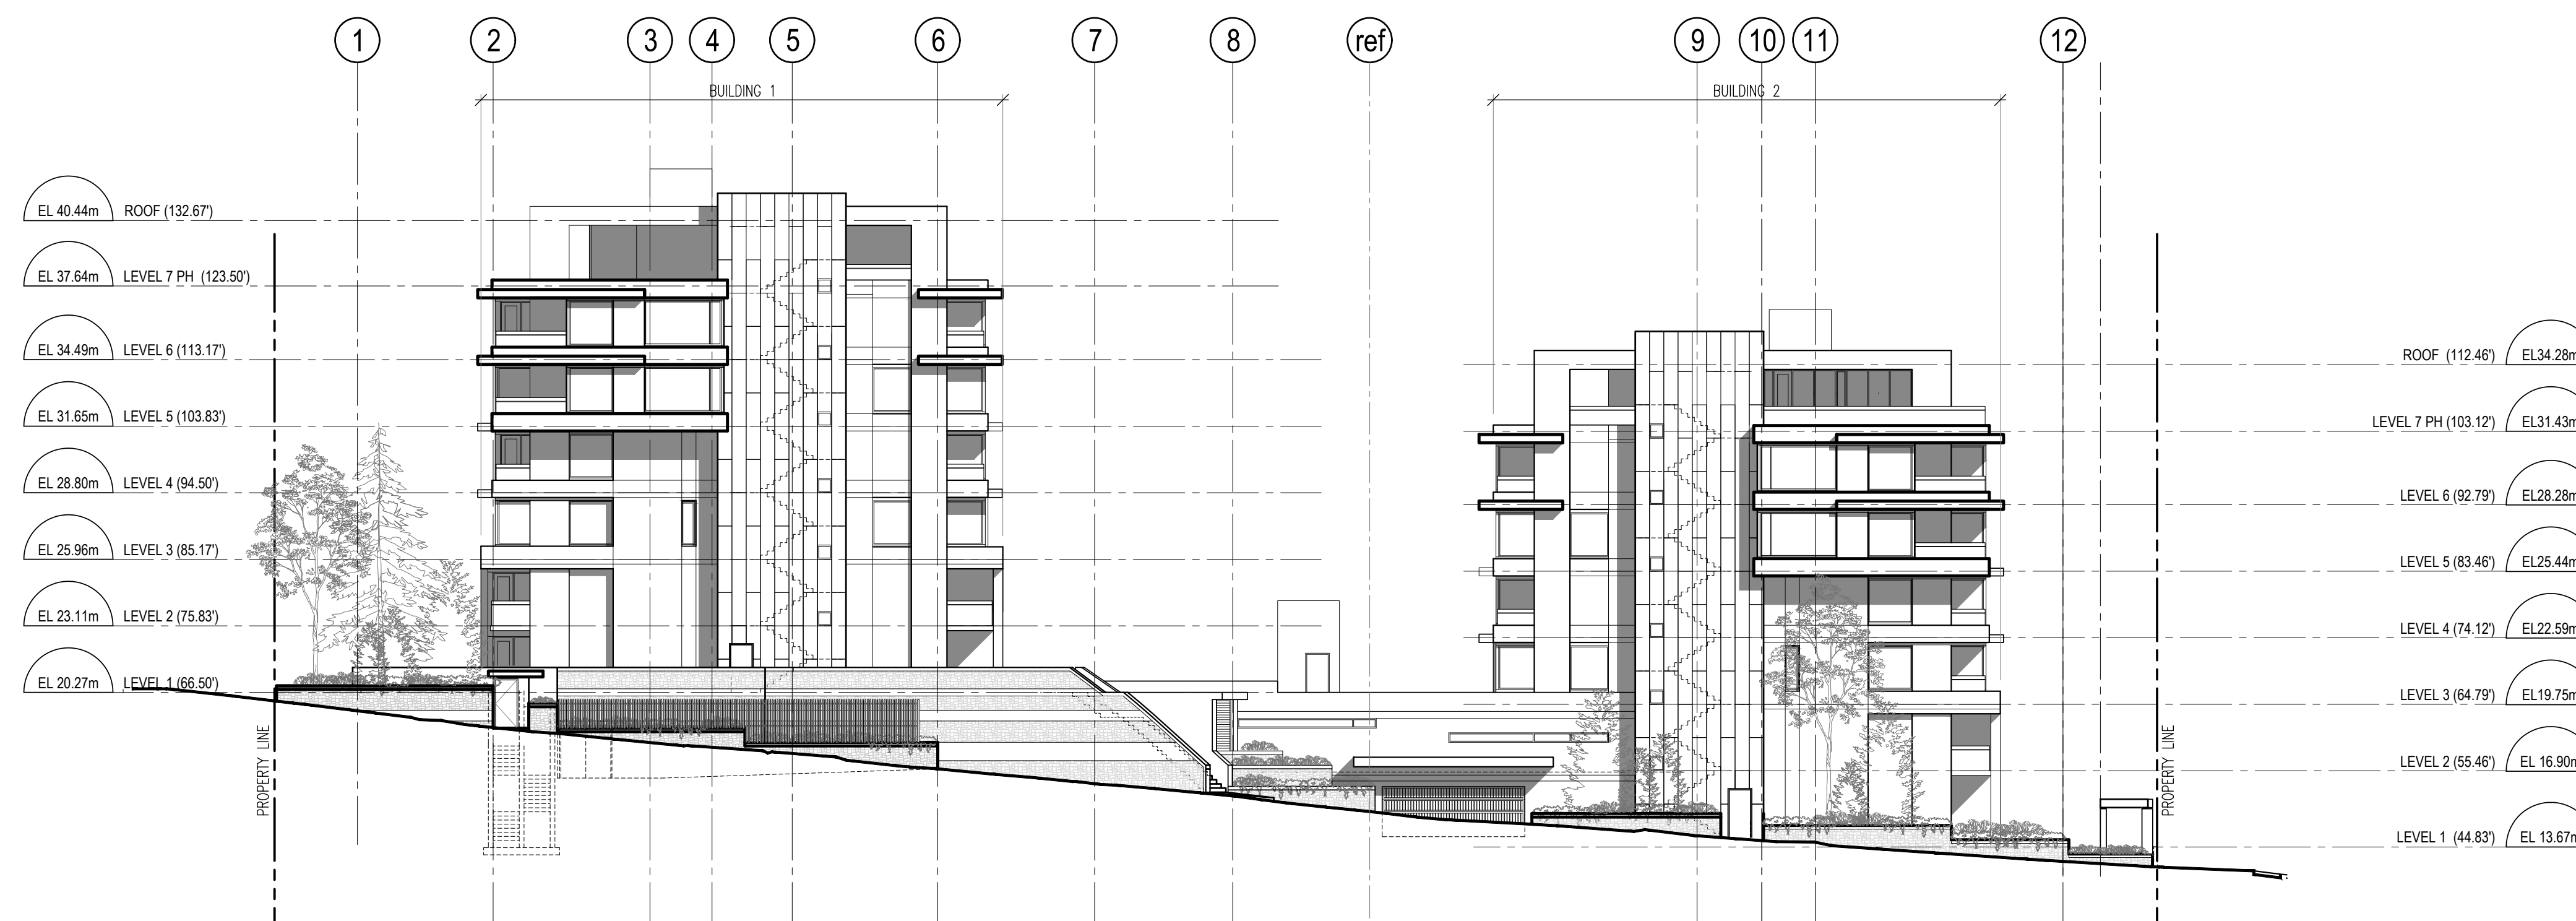 1 2 3 4 5 6 7 8 ref 9 10 11 12
BUILDING 1 BUILDING 2
EL 40.44m ROOF (132.67')
EL 37.64m LEVEL 7 PH (123.50')
EL 34.49m LEVEL 6 (113.17')
EL 31.65m LEVEL 5 (103.83')
EL 28.80m LEVEL 4 (94.50')
EL 25.96m LEVEL 3 (85.17')
EL 23.11m LEVEL 2 (75.83')
EL 20.27m LEVEL 1 (66.50')
PROPERTY LINE
ROOF (112.46') EL34.28m
LEVEL 7 PH (103.12') EL31.43m
LEVEL 6 (92.79') EL28.28m
LEVEL 5 (83.46') EL25.44m
LEVEL 4 (74.12') EL22.59m
LEVEL 3 (64.79') EL19.75m
LEVEL 2 (55.46') EL 16.90m
LEVEL 1 (44.83') EL 13.67m
PROPERTY LINE